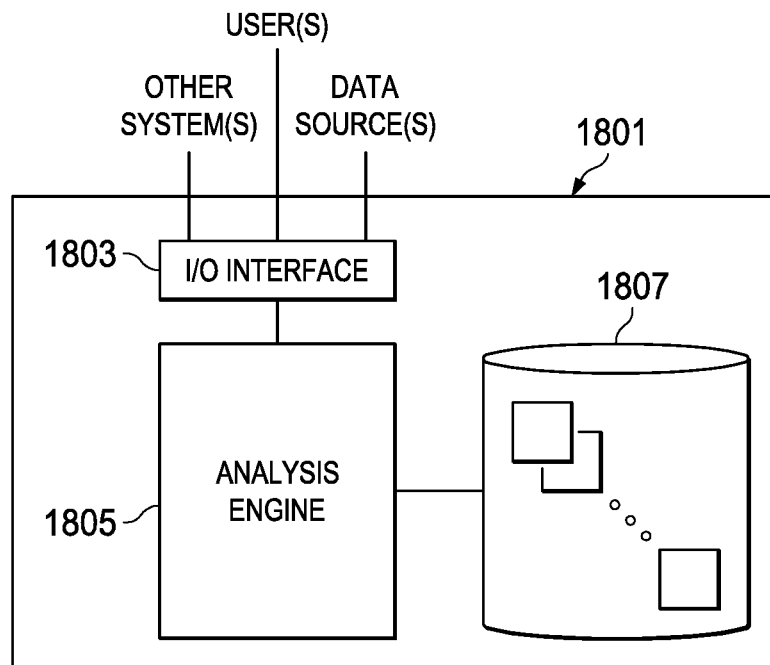 USER(S)
OTHER
SYSTEM(S)
DATA
SOURCE(S)
1801
1803
I/O INTERFACE
1807
ANALYSIS
ENGINE
1805